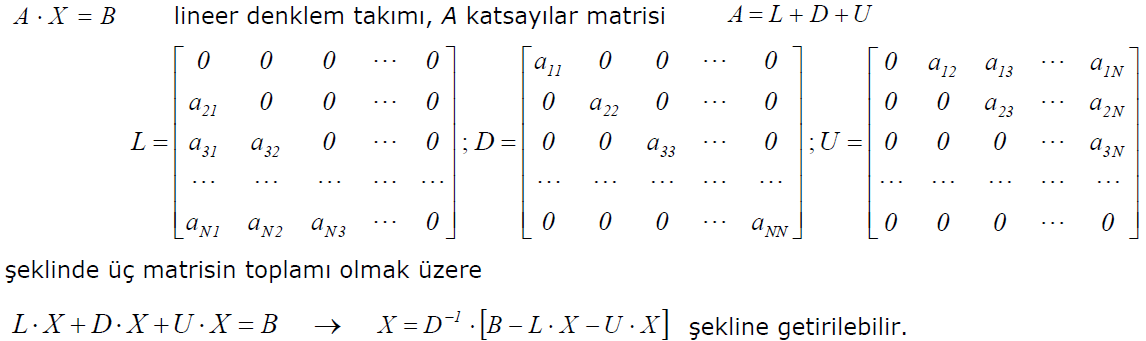 A · X = B lineer denklem takımı, A katsayılar matrisi A = L + D + U
L = [ 0 0 0 ⋯ 0 ; D = [ a₁₁ 0 0 ⋯ 0 ; U = [ 0 a₁₂ a₁₃ ⋯ a₁N
a₂₁ 0 0 ⋯ 0 0 a₂₂ 0 ⋯ 0 0 0 a₂₃ ⋯ a₂N
a₃₁ a₃₂ 0 ⋯ 0 0 0 a₃₃ ⋯ 0 0 0 0 ⋯ a₃N
⋯ ⋯ ⋯ ⋯ ⋯ ⋯ ⋯ ⋯ ⋯ ⋯ ⋯ ⋯ ⋯ ⋯ ⋯
aN1 aN2 aN3 ⋯ 0 ] 0 0 0 ⋯ aNN ] 0 0 0 ⋯ 0 ]
şeklinde üç matrisin toplamı olmak üzere
L · X + D · X + U · X = B → X = D⁻¹ · [B − L · X − U · X] şekline getirilebilir.